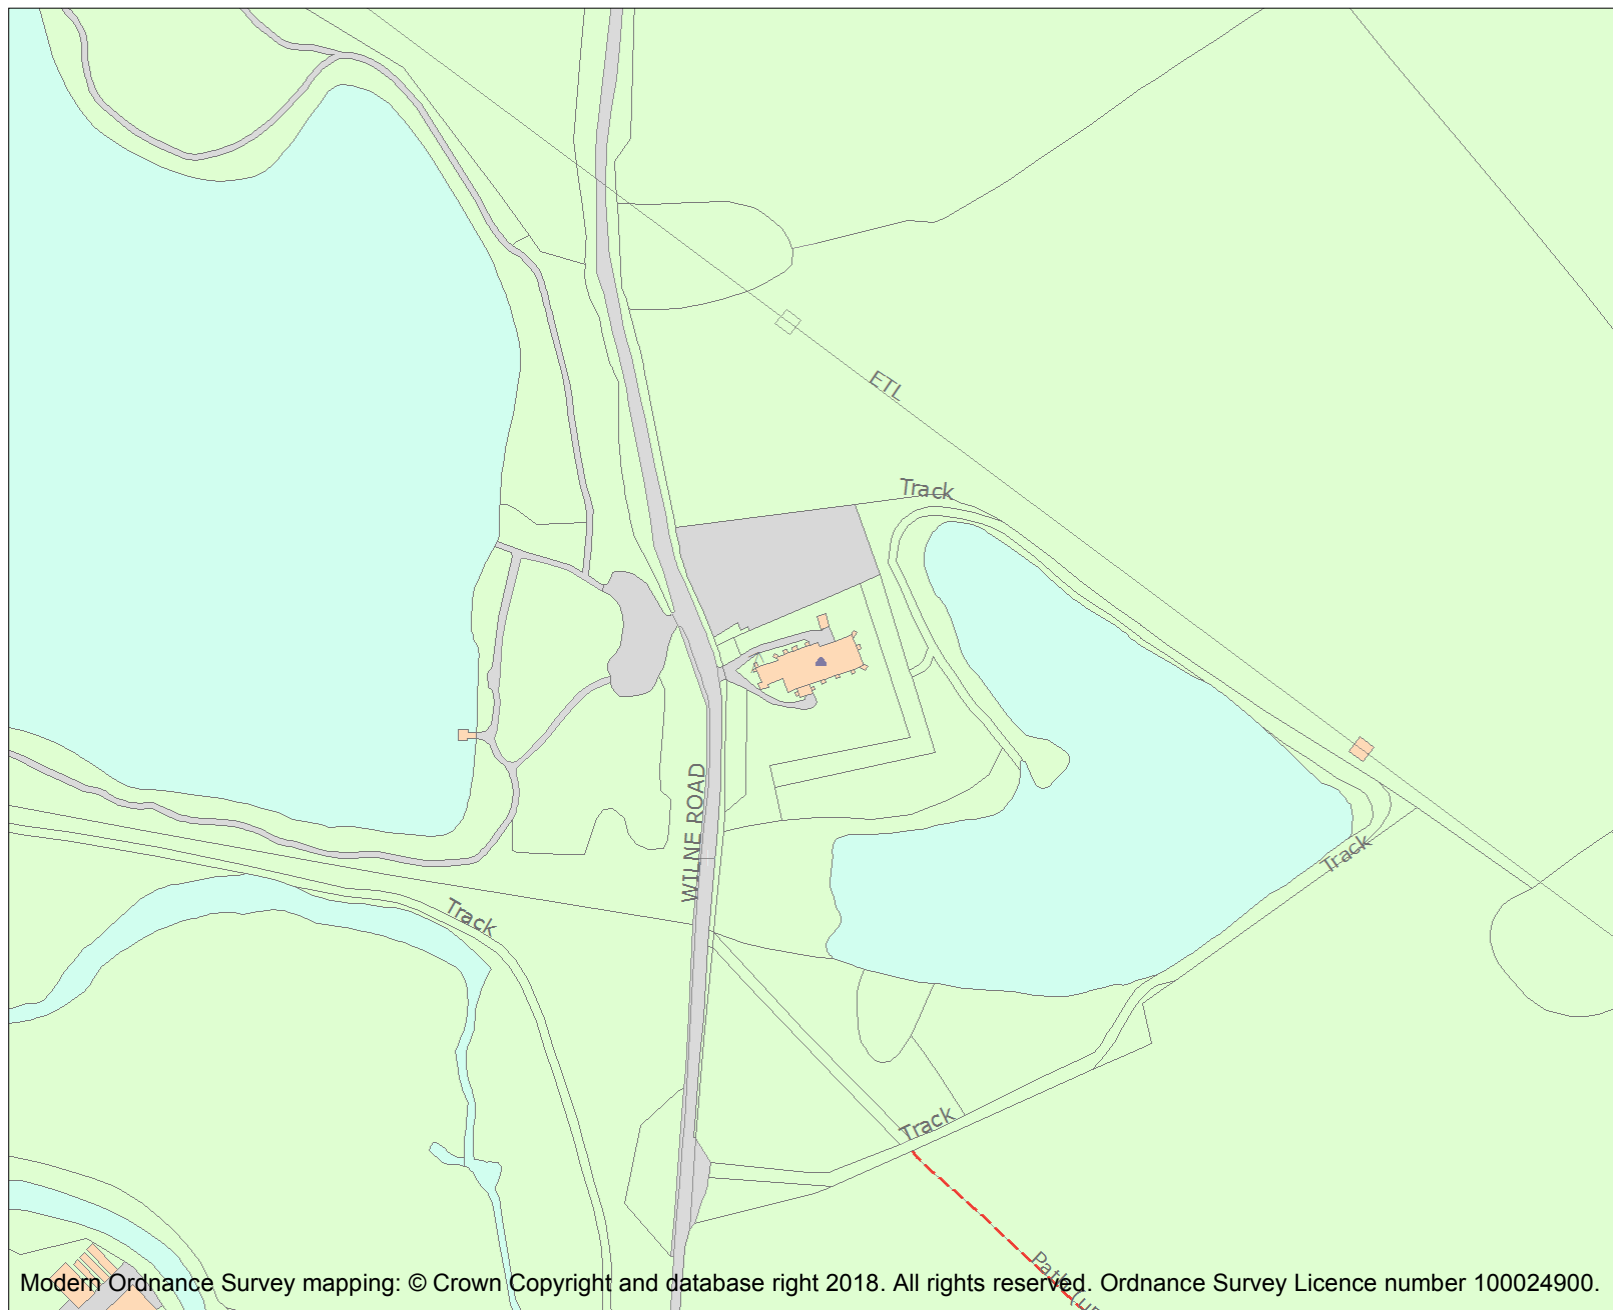 ETL
Track
WILNE ROAD
Track
Track
Track
Path
Modern Ordnance Survey mapping: © Crown Copyright and database right 2018. All rights reserved. Ordnance Survey Licence number 100024900.